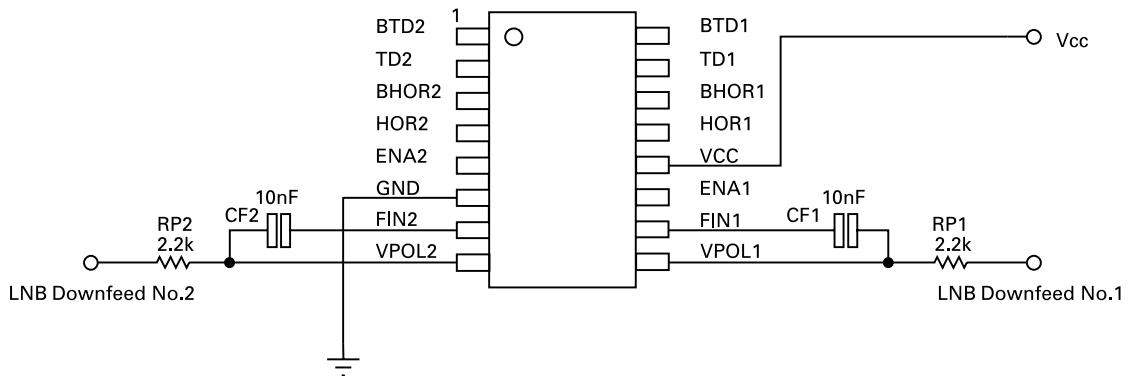 1
BTD2
BTD1
Vcc
TD2
TD1
BHOR2
BHOR1
HOR2
HOR1
ENA2
VCC
10nF
GND
ENA1
10nF
RP2
CF2
FIN2
FIN1
CF1
RP1
2.2k
VPOL2
VPOL1
2.2k
LNB Downfeed No.2
LNB Downfeed No.1